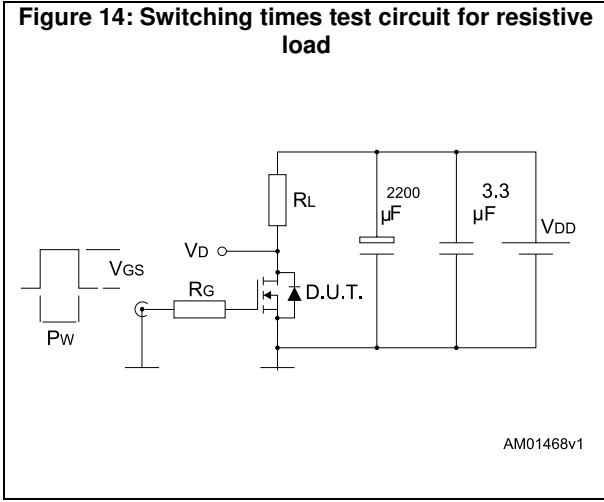 Figure 14: Switching times test circuit for resistive
load
RL
2200
µF
3.3
µF
VDD
VD
VGS
RG
D.U.T.
PW
AM01468v1